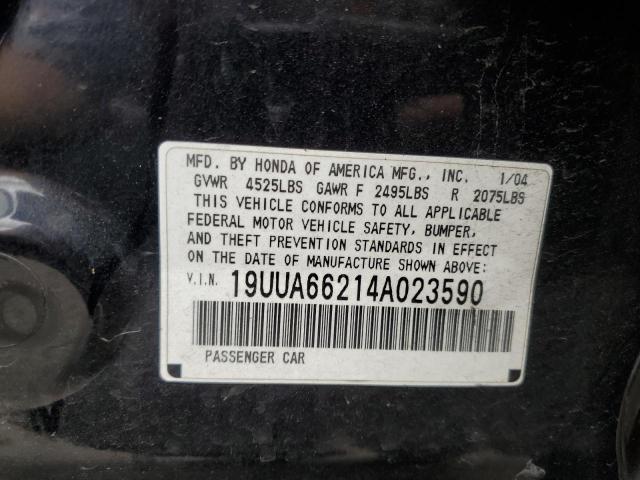 MFD. BY HONDA OF AMERICA MFG., INC. 1/04
GVWR 4525LBS GAWR F 2495LBS R 2075LBS
THIS VEHICLE CONFORMS TO ALL APPLICABLE
FEDERAL MOTOR VEHICLE SAFETY, BUMPER,
AND THEFT PREVENTION STANDARDS IN EFFECT
ON THE DATE OF MANUFACTURE SHOWN ABOVE:
V.I.N. 19UUA66214A023590
PASSENGER CAR